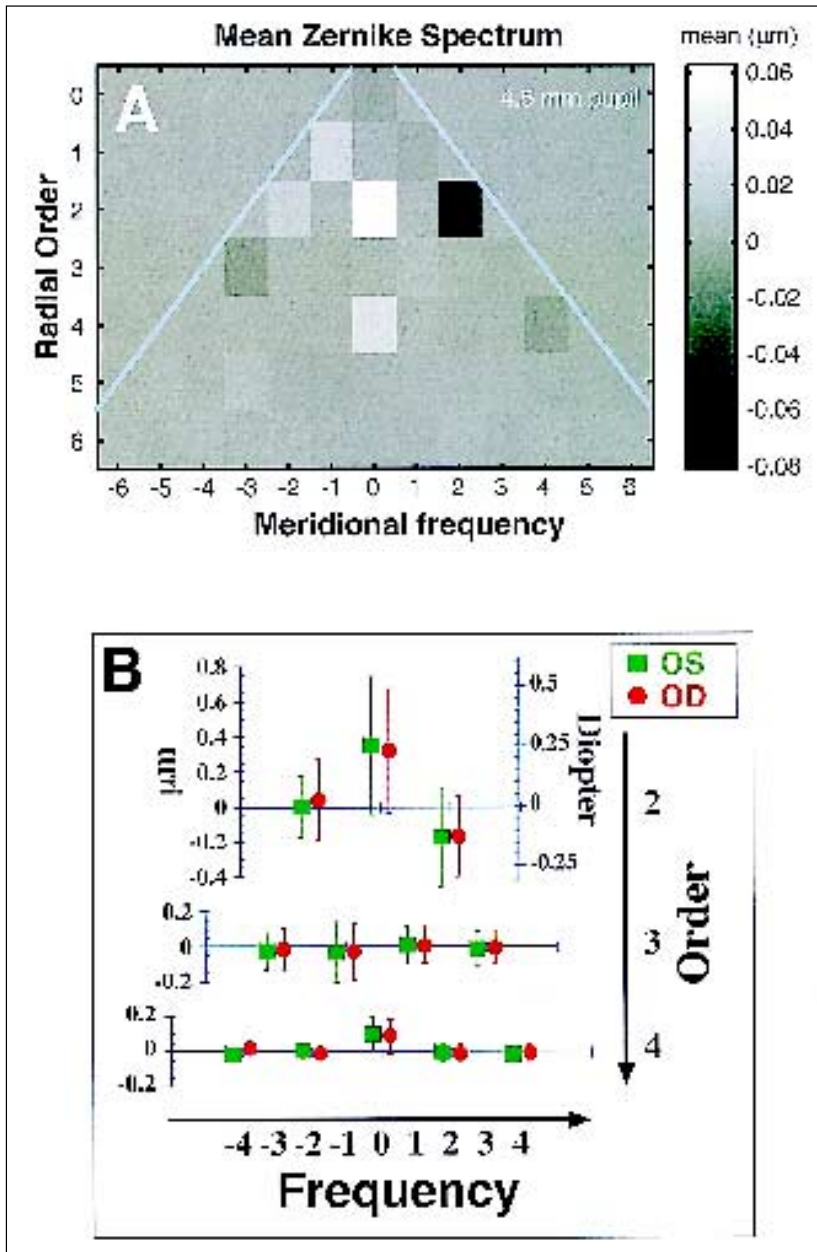 Mean Zernike Spectrum
mean (µm)
A
4.5 mm pupil
Radial Order
0
1
2
3
4
5
6
-6 -5 -4 -3 -2 -1 0 1 2 3 4 5 6
Meridional frequency
0.06
0.04
0.02
0
-0.02
-0.04
-0.06
-0.08
B
OS
OD
µm
0.8
0.6
0.4
0.2
0
-0.2
-0.4
Diopter
0.5
0.25
0
-0.25
0.2
0
-0.2
0.2
0
-0.2
Order
2
3
4
-4 -3 -2 -1 0 1 2 3 4
Frequency